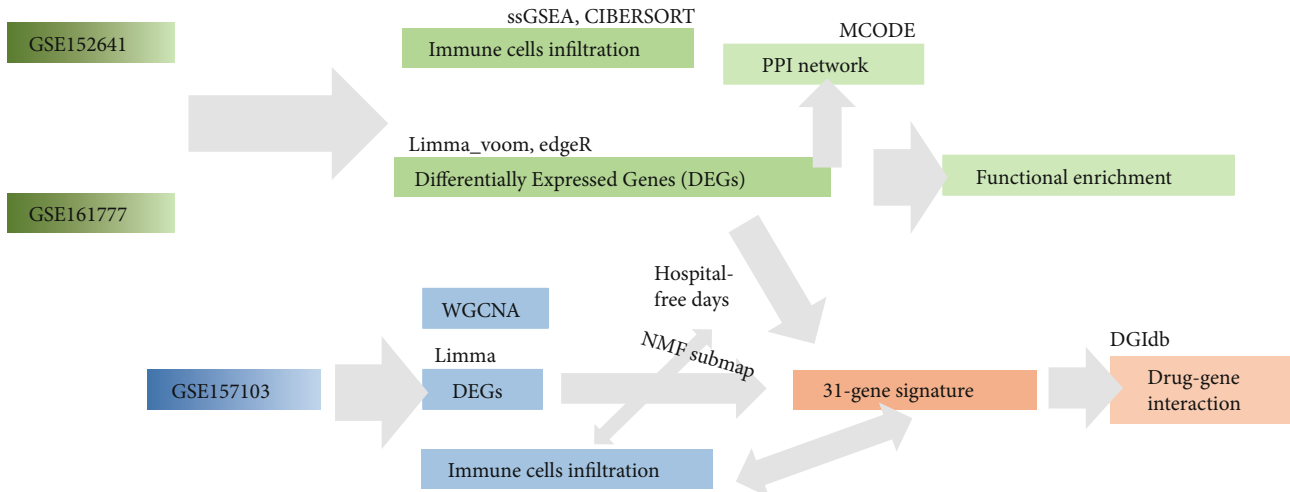 ssGSEA, CIBERSORT
GSE152641
Immune cells infiltration
MCODE
PPI network
Limma_voom, edgeR
Differentially Expressed Genes (DEGs)
Functional enrichment
GSE161777
Hospital-
free days
WGCNA
NMF submap
Limma
DEGs
GSE157103
31-gene signature
DGIdb
Drug-gene
interaction
Immune cells infiltration